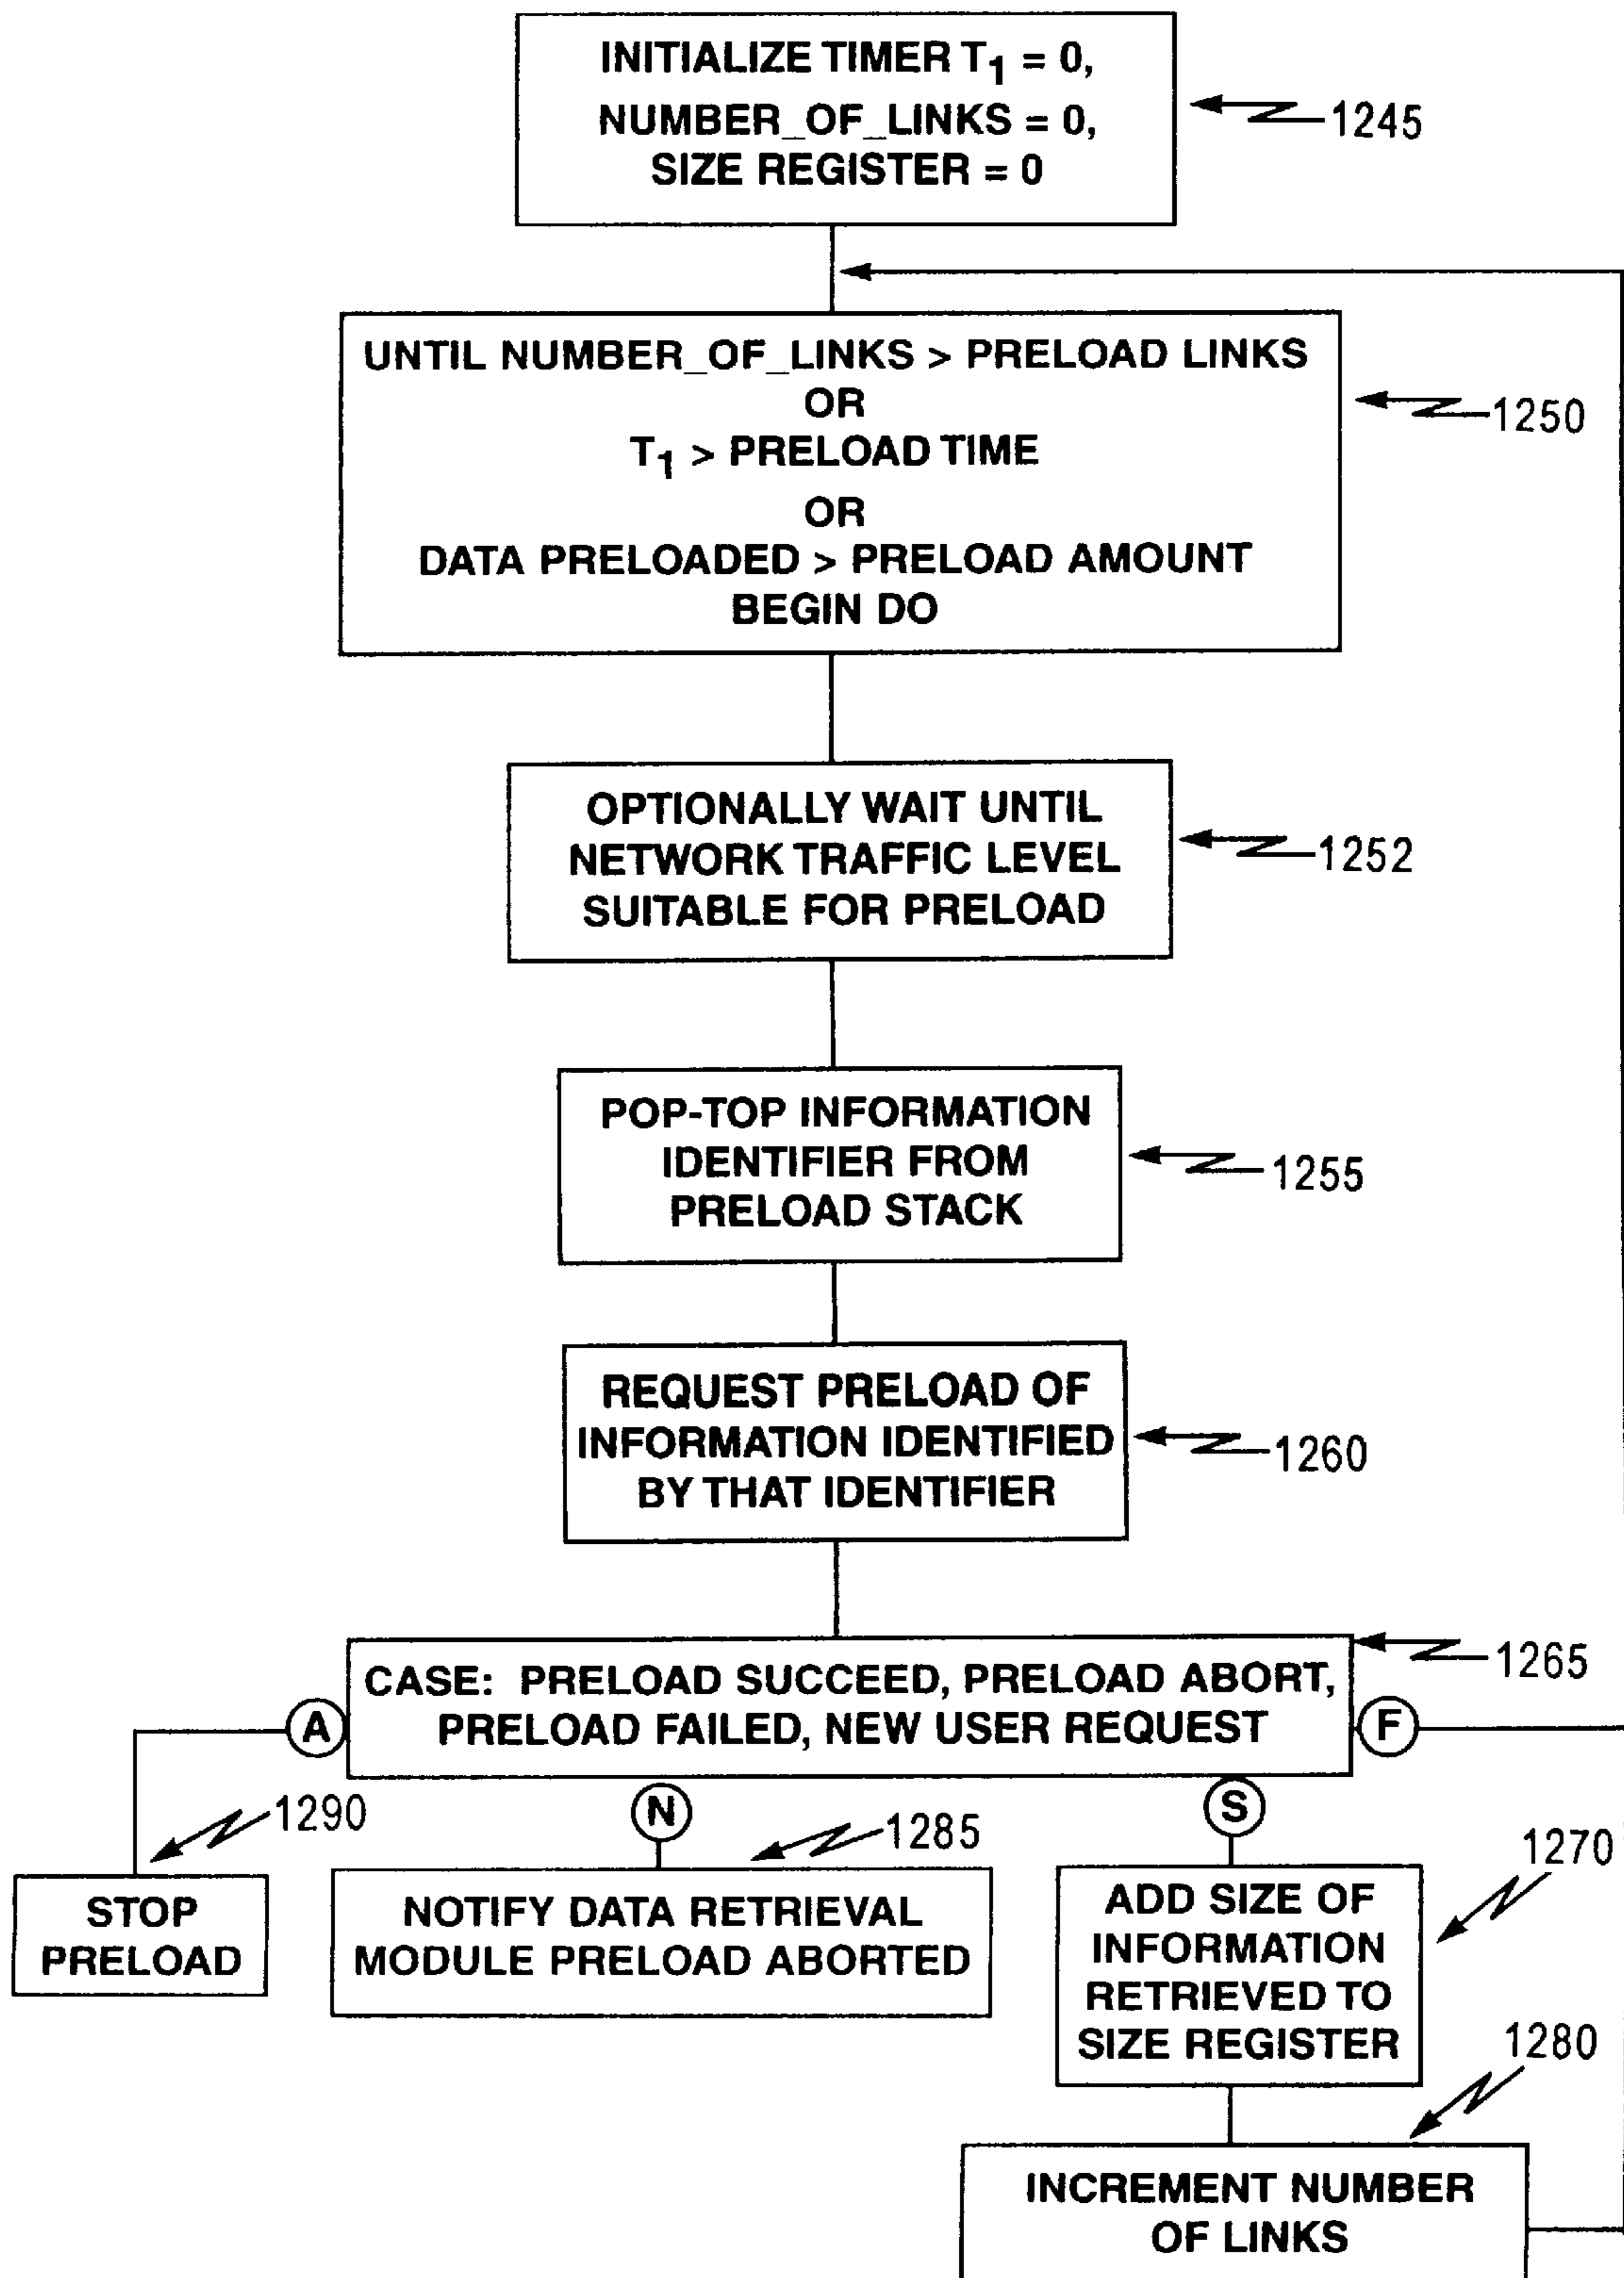 INITIALIZE TIMER T1 = 0,
NUMBER_OF_LINKS = 0,
SIZE REGISTER = 0
1245
UNTIL NUMBER_OF_LINKS > PRELOAD LINKS
OR
T1 > PRELOAD TIME
OR
DATA PRELOADED > PRELOAD AMOUNT
BEGIN DO
1250
OPTIONALLY WAIT UNTIL
NETWORK TRAFFIC LEVEL
SUITABLE FOR PRELOAD
1252
POP-TOP INFORMATION
IDENTIFIER FROM
PRELOAD STACK
1255
REQUEST PRELOAD OF
INFORMATION IDENTIFIED
BY THAT IDENTIFIER
1260
CASE: PRELOAD SUCCEED, PRELOAD ABORT,
PRELOAD FAILED, NEW USER REQUEST
1265
A
F
N
S
1290
STOP
PRELOAD
1285
NOTIFY DATA RETRIEVAL
MODULE PRELOAD ABORTED
1270
ADD SIZE OF
INFORMATION
RETRIEVED TO
SIZE REGISTER
1280
INCREMENT NUMBER
OF LINKS